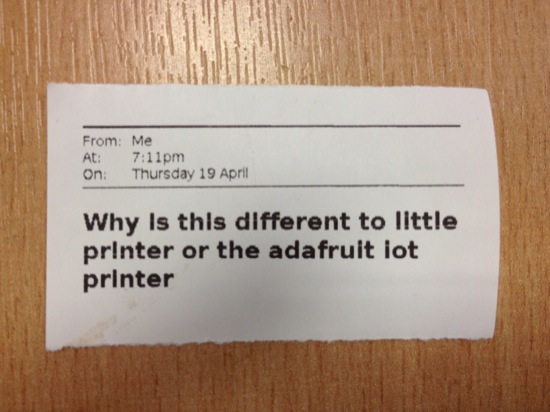 From: Me
At: 7:11pm
On: Thursday 19 April
Why is this different to little
printer or the adafruit iot
printer